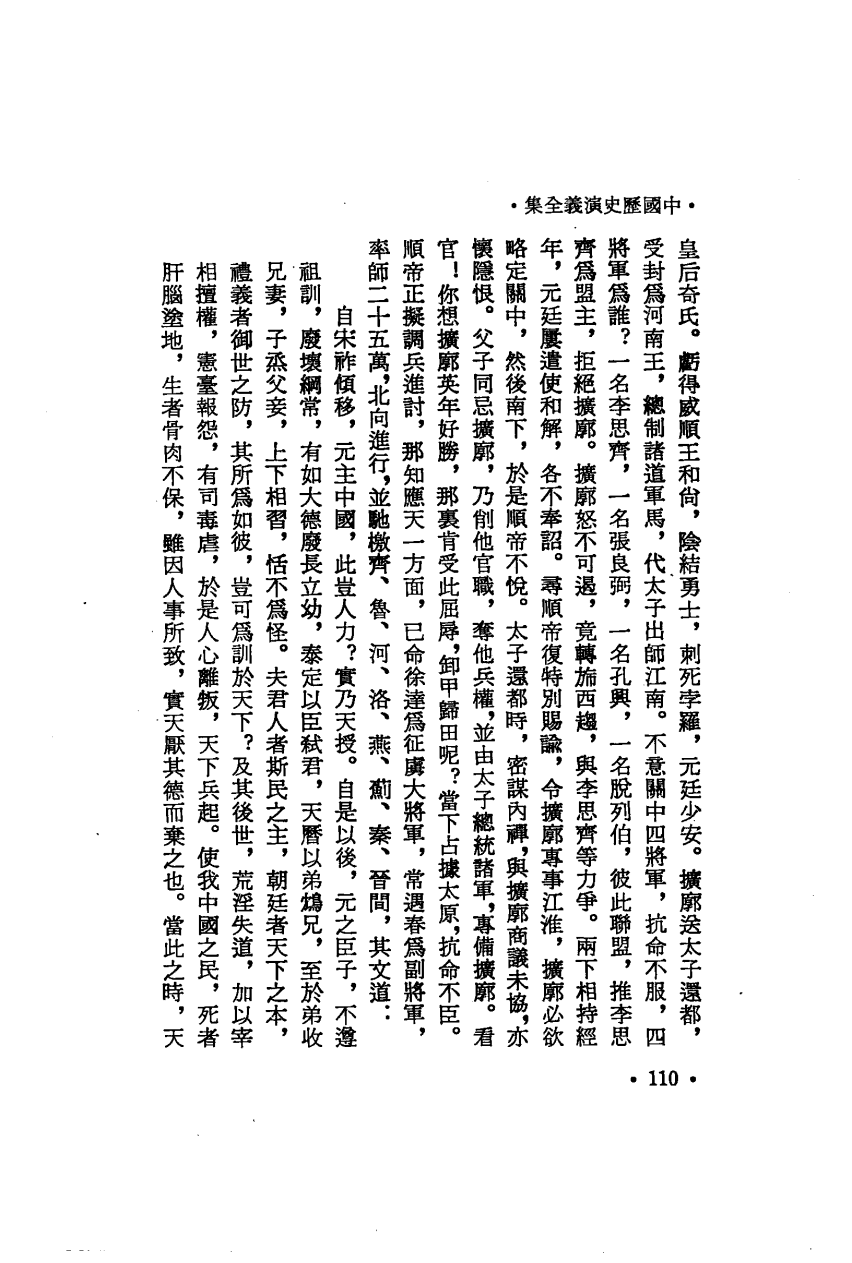 ·中國歷史演義全集·
皇后奇氏。虧得威順王和尙，陰結勇士，刺死孛羅，元廷少安。擴廓送太子還都，
受封爲河南王，總制諸道軍馬，代太子出師江南。不意關中四將軍，抗命不服，四
將軍爲誰？一名李思齊，一名張良弼，一名孔興，一名脫列伯，彼此聯盟，推李思
齊爲盟主，拒絕擴廓。擴廓怒不可遏，竟轉旆西趨，與李思齊等力爭。兩下相持經
年，元廷屢遣使和解，各不奉詔。尋順帝復特別賜諭，令擴廓專事江淮，擴廓必欲
略定關中，然後南下，於是順帝不悅。太子還都時，密謀內禪，與擴廓商議未協，亦
懷隱恨。父子同忌擴廓，乃削他官職，奪他兵權，並由太子總統諸軍，專備擴廓。看
官！你想擴廓英年好勝，那裏肯受此屈辱，卸甲歸田呢？當下占據太原，抗命不臣。
順帝正擬調兵進討，那知應天一方面，已命徐達爲征虜大將軍，常遇春爲副將軍，
率師二十五萬，北向進行，並馳檄齊、魯、河、洛、燕、薊、秦、晉間，其文道：
自宋祚傾移，元主中國，此豈人力？實乃天授。自是以後，元之臣子，不遵
祖訓，廢壞綱常，有如大德廢長立幼，泰定以臣弒君，天曆以弟鴆兄，至於弟收
兄妻，子烝父妾，上下相習，恬不爲怪。夫君人者斯民之主，朝廷者天下之本，
禮義者御世之防，其所爲如彼，豈可爲訓於天下？及其後世，荒淫失道，加以宰
相擅權，憲臺報怨，有司毒虐，於是人心離叛，天下兵起。使我中國之民，死者
肝腦塗地，生者骨肉不保，雖因人事所致，實天厭其德而棄之也。當此之時，天
·110·